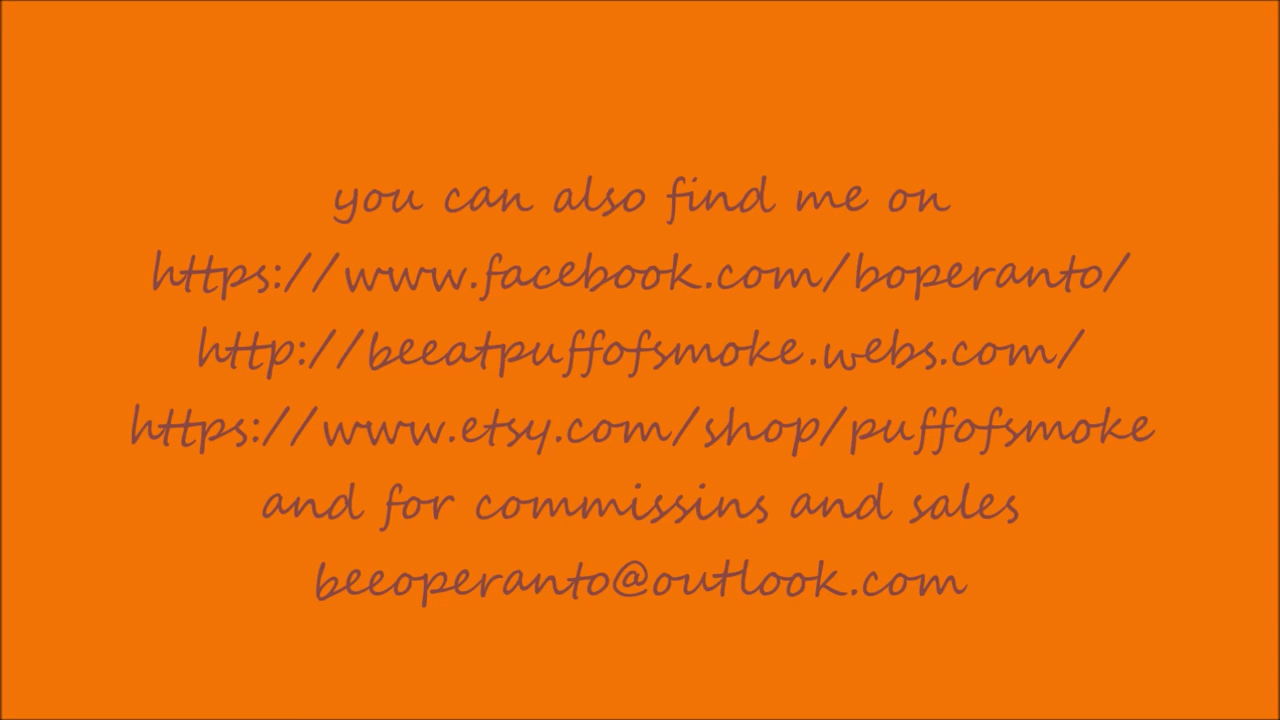 you can also find me on
https://www.facebook.com/boperanto/
http://beeatpuffofsmoke.webs.com/
https://www.etsy.com/shop/puffofsmoke
and for commissins and sales
beeoperanto@outlook.com